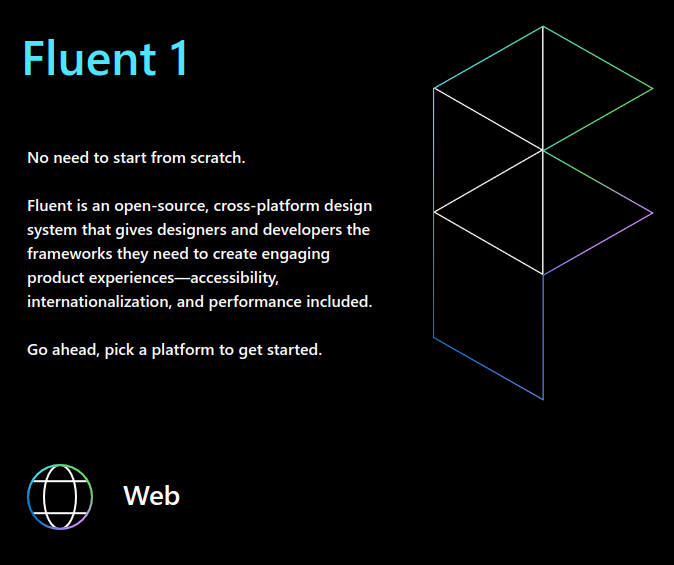 Fluent 1
No need to start from scratch.
Fluent is an open-source, cross-platform design
system that gives designers and developers the
frameworks they need to create engaging
product experiences—accessibility,
internationalization, and performance included.
Go ahead, pick a platform to get started.
Web